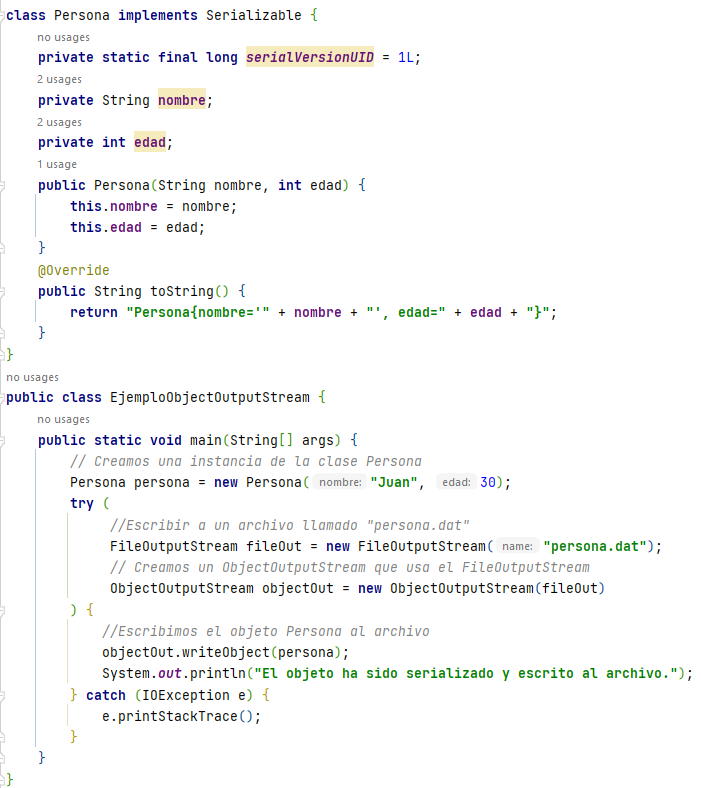 class Persona implements Serializable {
no usages
private static final long serialVersionUID = 1L;
2 usages
private String nombre;
2 usages
private int edad;
1 usage
public Persona(String nombre, int edad) {
this.nombre = nombre;
this.edad = edad;
}
@Override
public String toString() {
return "Persona{nombre='" + nombre + "', edad=" + edad + "}";
}
}
no usages
public class EjemploObjectOutputStream {
no usages
public static void main(String[] args) {
// Creamos una instancia de la clase Persona
Persona persona = new Persona( nombre: "Juan", edad: 30);
try (
//Escribir a un archivo llamado "persona.dat"
FileOutputStream fileOut = new FileOutputStream( name: "persona.dat");
// Creamos un ObjectOutputStream que usa el FileOutputStream
ObjectOutputStream objectOut = new ObjectOutputStream(fileOut)
) {
//Escribimos el objeto Persona al archivo
objectOut.writeObject(persona);
System.out.println("El objeto ha sido serializado y escrito al archivo.");
} catch (IOException e) {
e.printStackTrace();
}
}
}